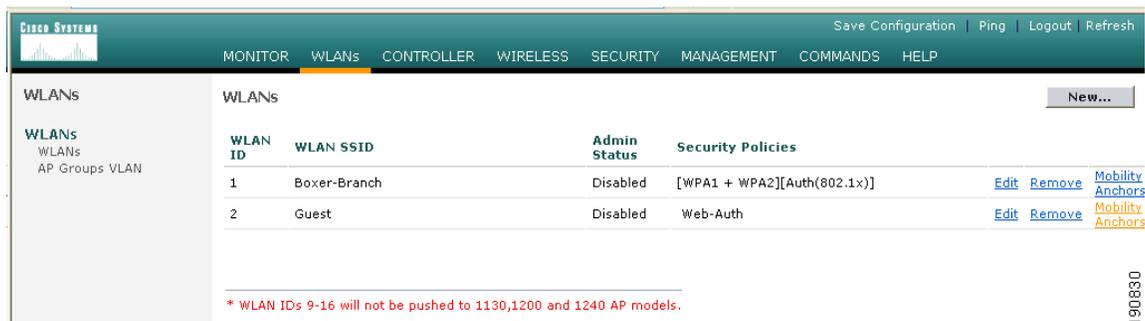 CISCO SYSTEMS
Save Configuration | Ping | Logout | Refresh
MONITOR WLANs CONTROLLER WIRELESS SECURITY MANAGEMENT COMMANDS HELP
WLANs
WLANs
WLANs
AP Groups VLAN
WLANs
New...
WLAN ID WLAN SSID Admin Status Security Policies
1 Boxer-Branch Disabled [WPA1 + WPA2][Auth(802.1x)] Edit Remove Mobility Anchors
2 Guest Disabled Web-Auth Edit Remove Mobility Anchors
* WLAN IDs 9-16 will not be pushed to 1130,1200 and 1240 AP models.
190830